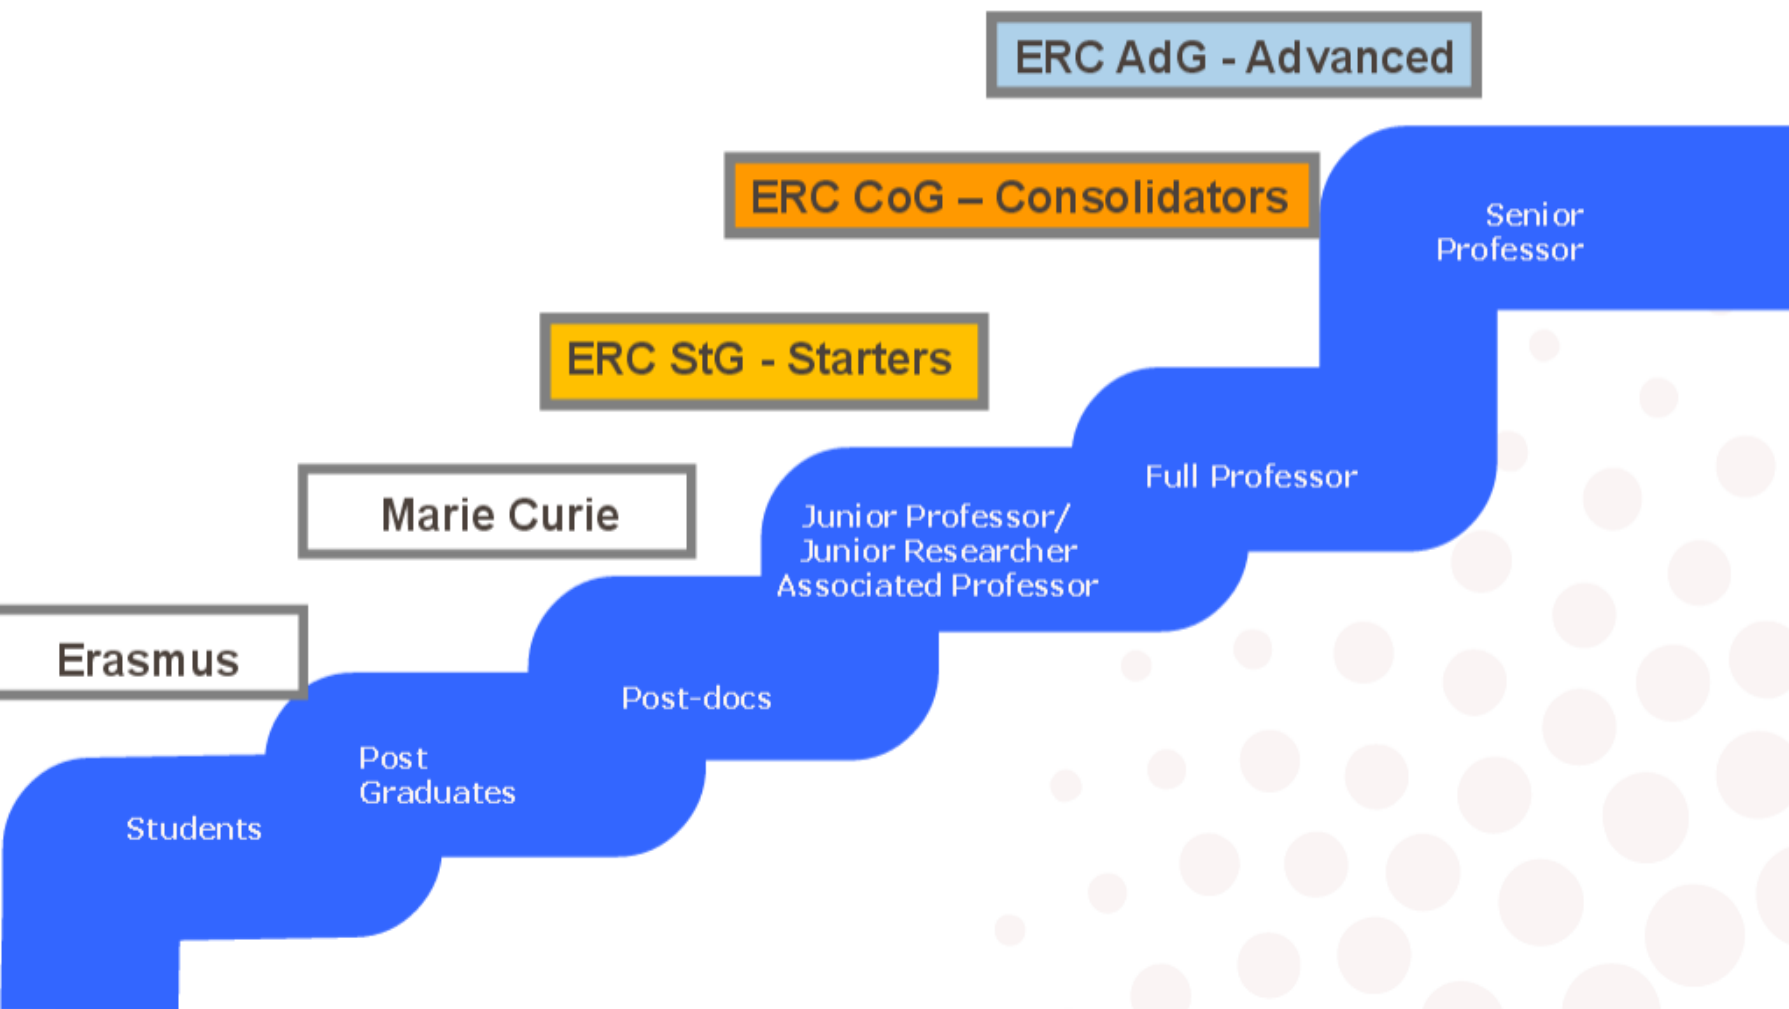 ERC AdG - Advanced
ERC CoG – Consolidators
Senior
Professor
ERC StG - Starters
Full Professor
Marie Curie
Junior Professor/
Junior Researcher
Associated Professor
Erasmus
Post-docs
Post
Graduates
Students